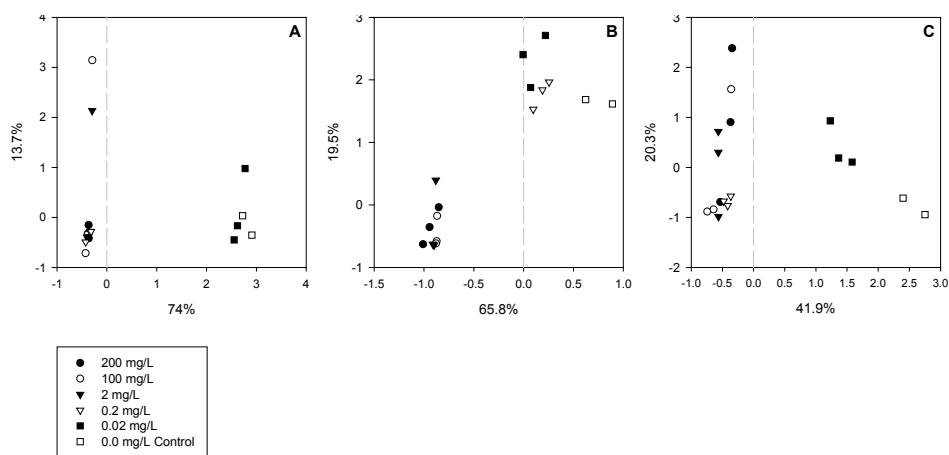 A
4
3
2
1
0
-1
13.7%
-1 0 1 2 3 4
74%
B
3
2
1
0
-1
19.5%
-1.5 -1.0 -0.5 0.0 0.5 1.0
65.8%
C
3
2
1
0
-1
-2
20.3%
-1.0 -0.5 0.0 0.5 1.0 1.5 2.0 2.5 3.0
41.9%
200 mg/L
100 mg/L
2 mg/L
0.2 mg/L
0.02 mg/L
0.0 mg/L Control